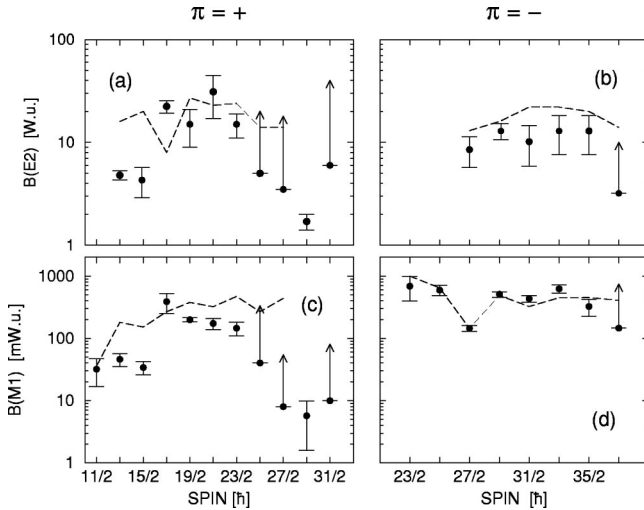 π = +
π = −
B(E2) [W.u.]
100
10
1
(a)
(b)
B(M1) [mW.u.]
1000
100
10
1
(c)
(d)
11/2 15/2 19/2 23/2 27/2 31/2
23/2 27/2 31/2 35/2
SPIN [ħ]
SPIN [ħ]